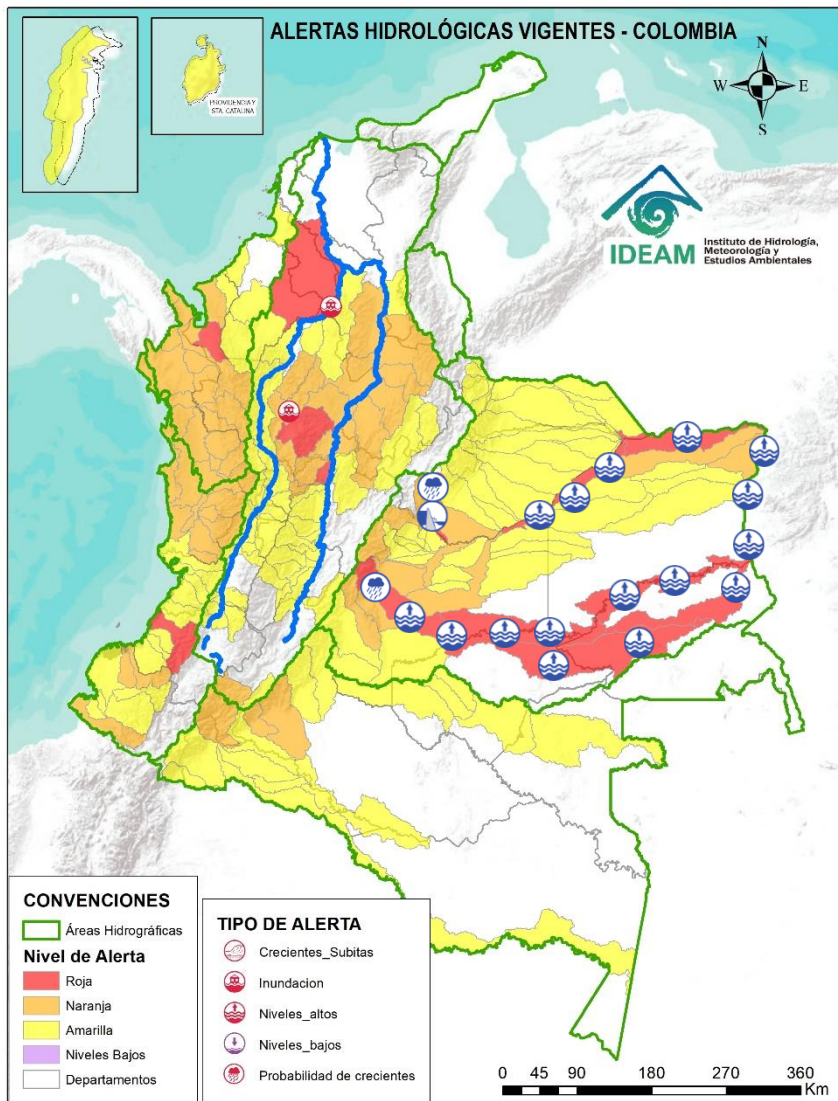 ALERTAS HIDROLÓGICAS VIGENTES - COLOMBIA
PROVIDENCIA Y
STA. CATALINA
N
W
E
S
IDEAM
Instituto de Hidrología,
Meteorología y
Estudios Ambientales
CONVENCIONES
Áreas Hidrográficas
Nivel de Alerta
Roja
Naranja
Amarilla
Niveles Bajos
Departamentos
TIPO DE ALERTA
Crecientes_Subitas
Inundacion
Niveles_altos
Niveles_bajos
Probabilidad de crecientes
0 45 90 180 270 360
Km